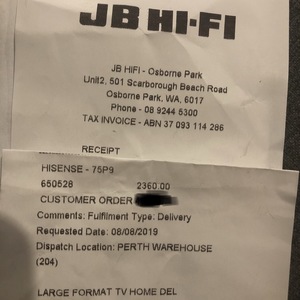 JB HI-FI
JB HIFI - Osborne Park
Unit2, 501 Scarborough Beach Road
Osborne Park, WA, 6017
Phone - 08 9244 5300
TAX INVOICE - ABN 37 093 114 286
RECEIPT
HISENSE - 75P9
650528 2360.00
CUSTOMER ORDER
Comments: Fulfilment Type: Delivery
Requested Date: 08/08/2019
Dispatch Location: PERTH WAREHOUSE
(204)
LARGE FORMAT TV HOME DEL